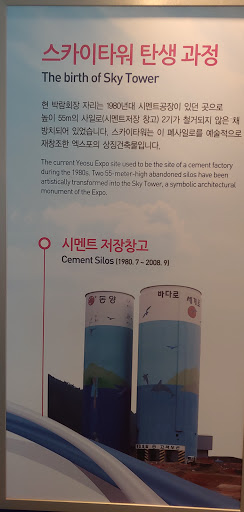 스카이타워 탄생 과정
The birth of Sky Tower
현 박람회장 자리는 1980년대 시멘트공장이 있던 곳으로
높이 55m의 사일로(시멘트저장 창고) 2기가 철거되지 않은 채
방치되어 있었습니다. 스카이타워는 이 폐사일로를 예술적으로
재창조한 엑스포의 상징건축물입니다.
The current Yeosu Expo site used to be the site of a cement factory
during the 1980s. Two 55-meter-high abandoned silos have been
artistically transformed into the Sky Tower, a symbolic architectural
monument of the Expo.
시멘트 저장창고
Cement Silos (1980. 7 ~ 2008. 9)
동양
바다로 세계로